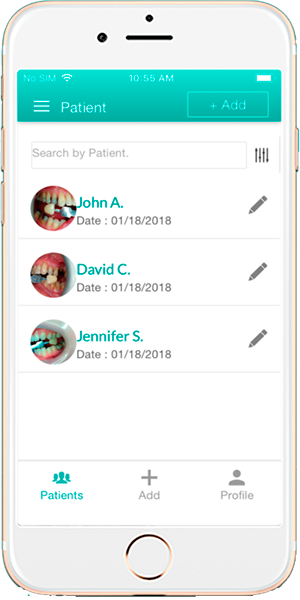 No SIM 10:55 AM
Patient + Add
Search by Patient.
John A.
Date : 01/18/2018
David C.
Date : 01/18/2018
Jennifer S.
Date : 01/18/2018
Patients Add Profile